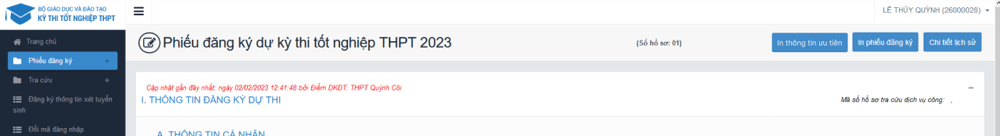 BỘ GIÁO DỤC VÀ ĐÀO TẠO
KỲ THI TỐT NGHIỆP THPT
LÊ THÚY QUỲNH (26000028)
Trang chủ
Phiếu đăng ký +
Tra cứu +
Đăng ký thông tin xét tuyển
sinh
Đổi mã đăng nhập
Phiếu đăng ký dự kỳ thi tốt nghiệp THPT 2023
(Số hồ sơ: 01)
In thông tin ưu tiên
In phiếu đăng ký
Chi tiết lịch sử
Cập nhật gần đây nhất: ngày 02/02/2023 12:41:48 bởi Điểm DKDT: THPT Quỳnh Côi
I. THÔNG TIN ĐĂNG KÝ DỰ THI
Mã số hồ sơ tra cứu dịch vụ công: ,
A. THÔNG TIN CÁ NHÂN